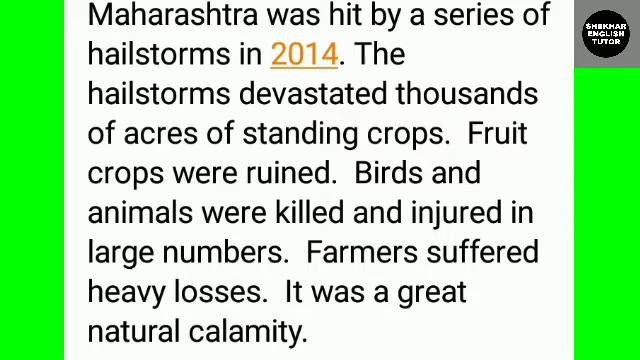 Maharashtra was hit by a series of
hailstorms in 2014. The
hailstorms devastated thousands
of acres of standing crops. Fruit
crops were ruined. Birds and
animals were killed and injured in
large numbers. Farmers suffered
heavy losses. It was a great
natural calamity.
SHEKHAR
ENGLISH
TUTOR